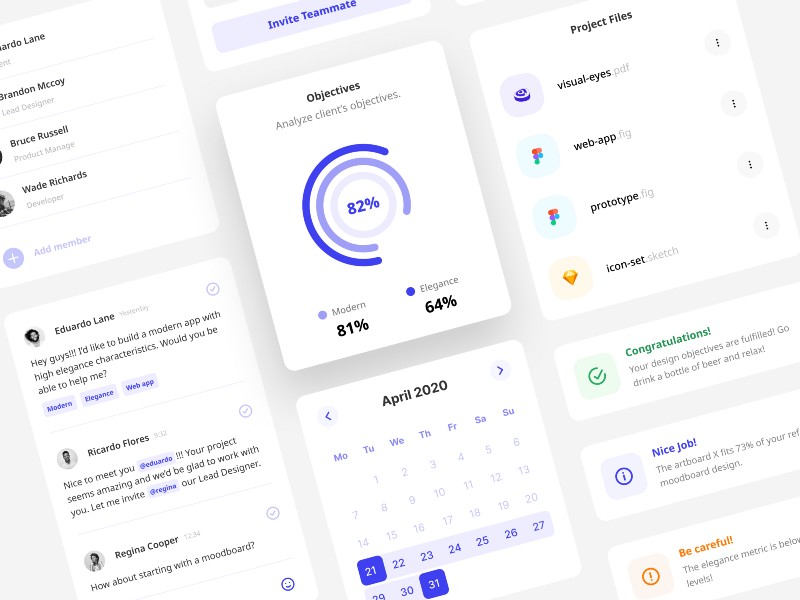 Eduardo Lane
Brandon Mccoy
Lead Designer
Bruce Russell
Product Manage
Wade Richards
Developer
Add member
Eduardo Lane Yesterday
Hey guys!!! I'd like to build a modern app with
high elegance characteristics. Would you be
able to help me?
Modern Elegance Web app
Ricardo Flores 9:32
Nice to meet you @eduardo !!! Your project
seems amazing and we'd be glad to work with
you. Let me invite @regina our Lead Designer.
Regina Cooper 12:34
How about starting with a moodboard?
Invite Teammate
Objectives
Analyze client's objectives.
82%
Modern
81%
Elegance
64%
April 2020
Mo Tu We Th Fr Sa Su
1 2 3 4 5 6
7 8 9 10 11 12 13
14 15 16 17 18 19 20
21 22 23 24 25 26 27
29 30 31
Project Files
visual-eyes.pdf
web-app.fig
prototype.fig
icon-set.sketch
Congratulations!
Your design objectives are fulfilled! Go
drink a bottle of beer and relax!
Nice Job!
The artboard X fits 73% of your ref
moodboard design.
Be careful!
The elegance metric is below
levels!